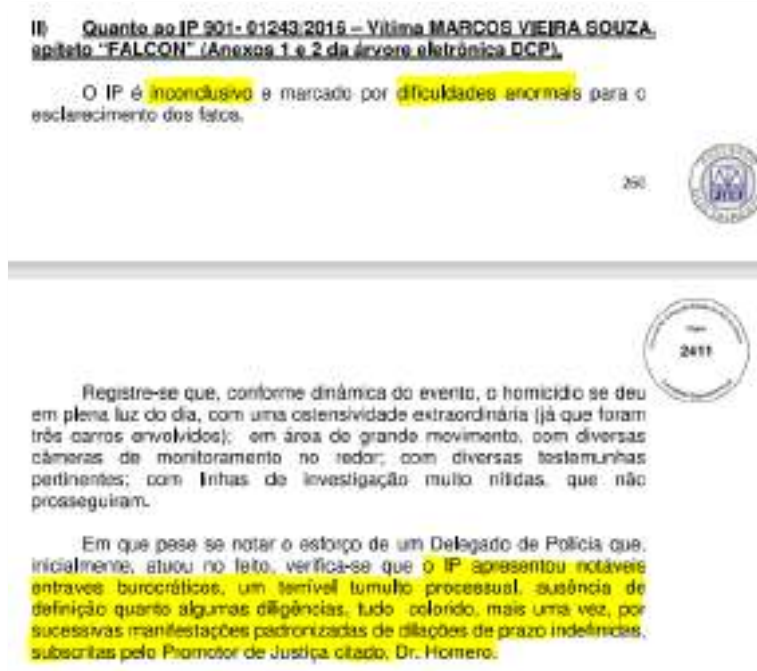 II) Quanto ao IP 901- 01243/2016 – Vítima MARCOS VIEIRA SOUZA,
epíteto “FALCON” (Anexos 1 e 2 da árvore eletrônica DCP).
O IP é inconclusivo e marcado por dificuldades anormais para o
esclarecimento dos fatos.
260
2411
Registre-se que, conforme dinâmica do evento, o homicídio se deu
em plena luz do dia, com uma ostensividade extraordinária (já que foram
três carros envolvidos); em área de grande movimento, com diversas
câmeras de monitoramento no redor; com diversas testemunhas
pertinentes; com linhas de investigação muito nítidas, que não
prosseguiram.
Em que pese se notar o esforço de um Delegado de Polícia que,
inicialmente, atuou no feito, verifica-se que o IP apresentou notáveis
entraves burocráticos, um terrível tumulto processual, ausência de
definição quanto algumas diligências, tudo colorido, mais uma vez, por
sucessivas manifestações padronizadas de dilações de prazo indefinidas,
subscritas pelo Promotor de Justiça citado, Dr. Homero.